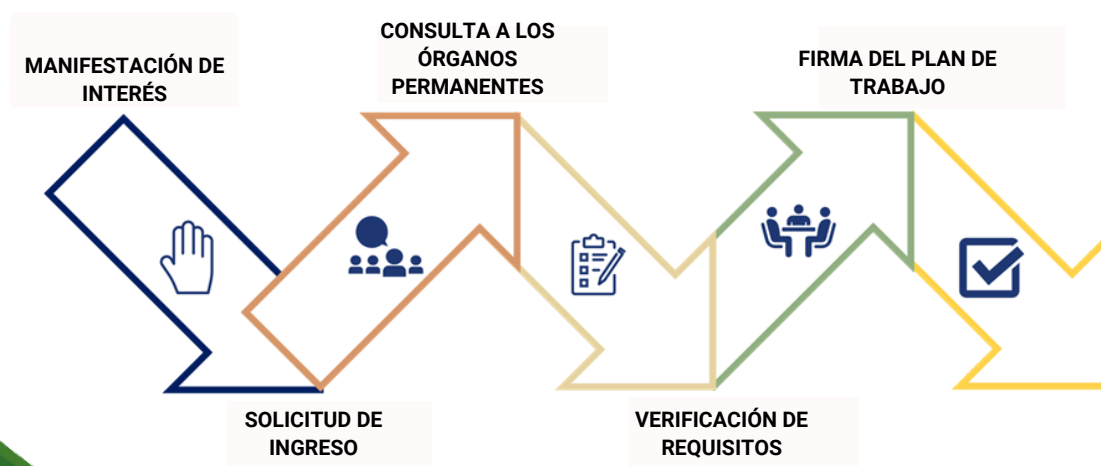 MANIFESTACIÓN DE
INTERÉS
SOLICITUD DE
INGRESO
CONSULTA A LOS
ÓRGANOS
PERMANENTES
VERIFICACIÓN DE
REQUISITOS
FIRMA DEL PLAN DE
TRABAJO